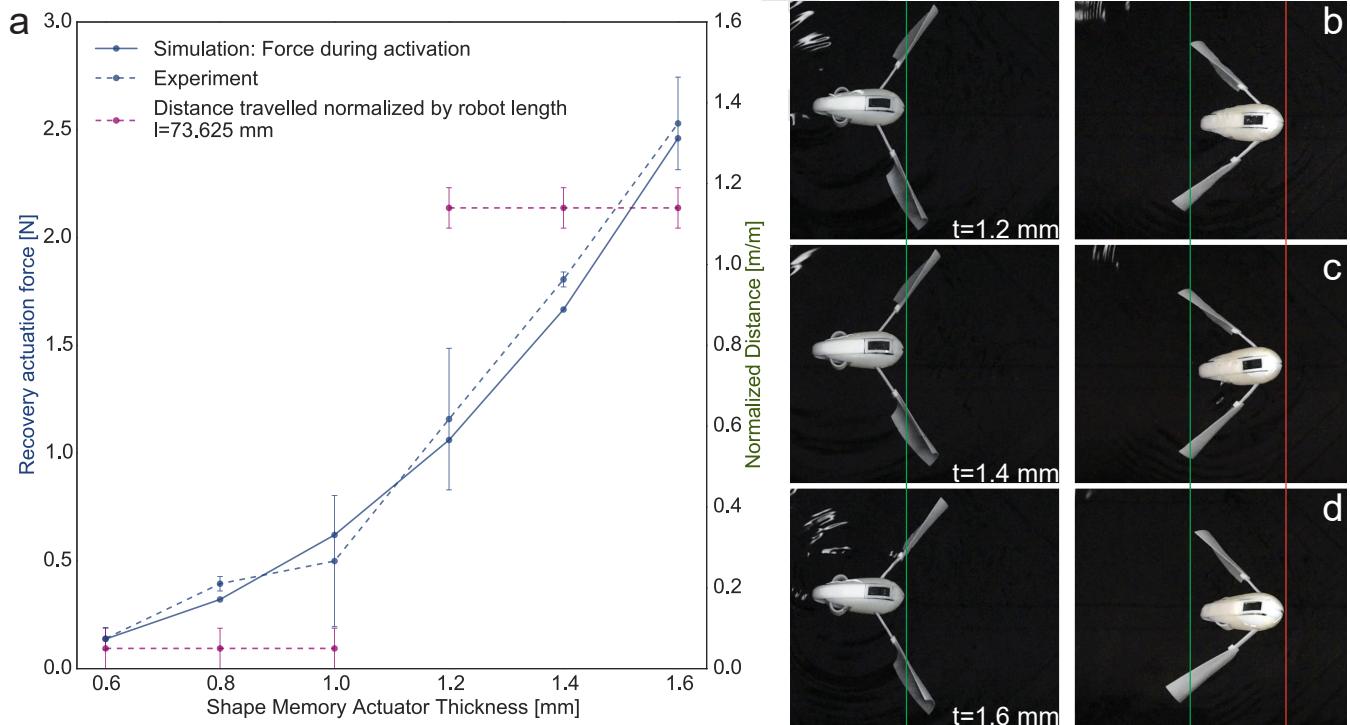 a
3.0
2.5
2.0
1.5
1.0
0.5
0.0
Recovery actuation force [N]
Simulation: Force during activation
Experiment
Distance travelled normalized by robot length
l=73.625 mm
0.6
0.8
1.0
1.2
1.4
1.6
Shape Memory Actuator Thickness [mm]
1.6
1.4
1.2
1.0
0.8
0.6
0.4
0.2
0.0
Normalized Distance [m/m]
b
t=1.2 mm
c
t=1.4 mm
d
t=1.6 mm